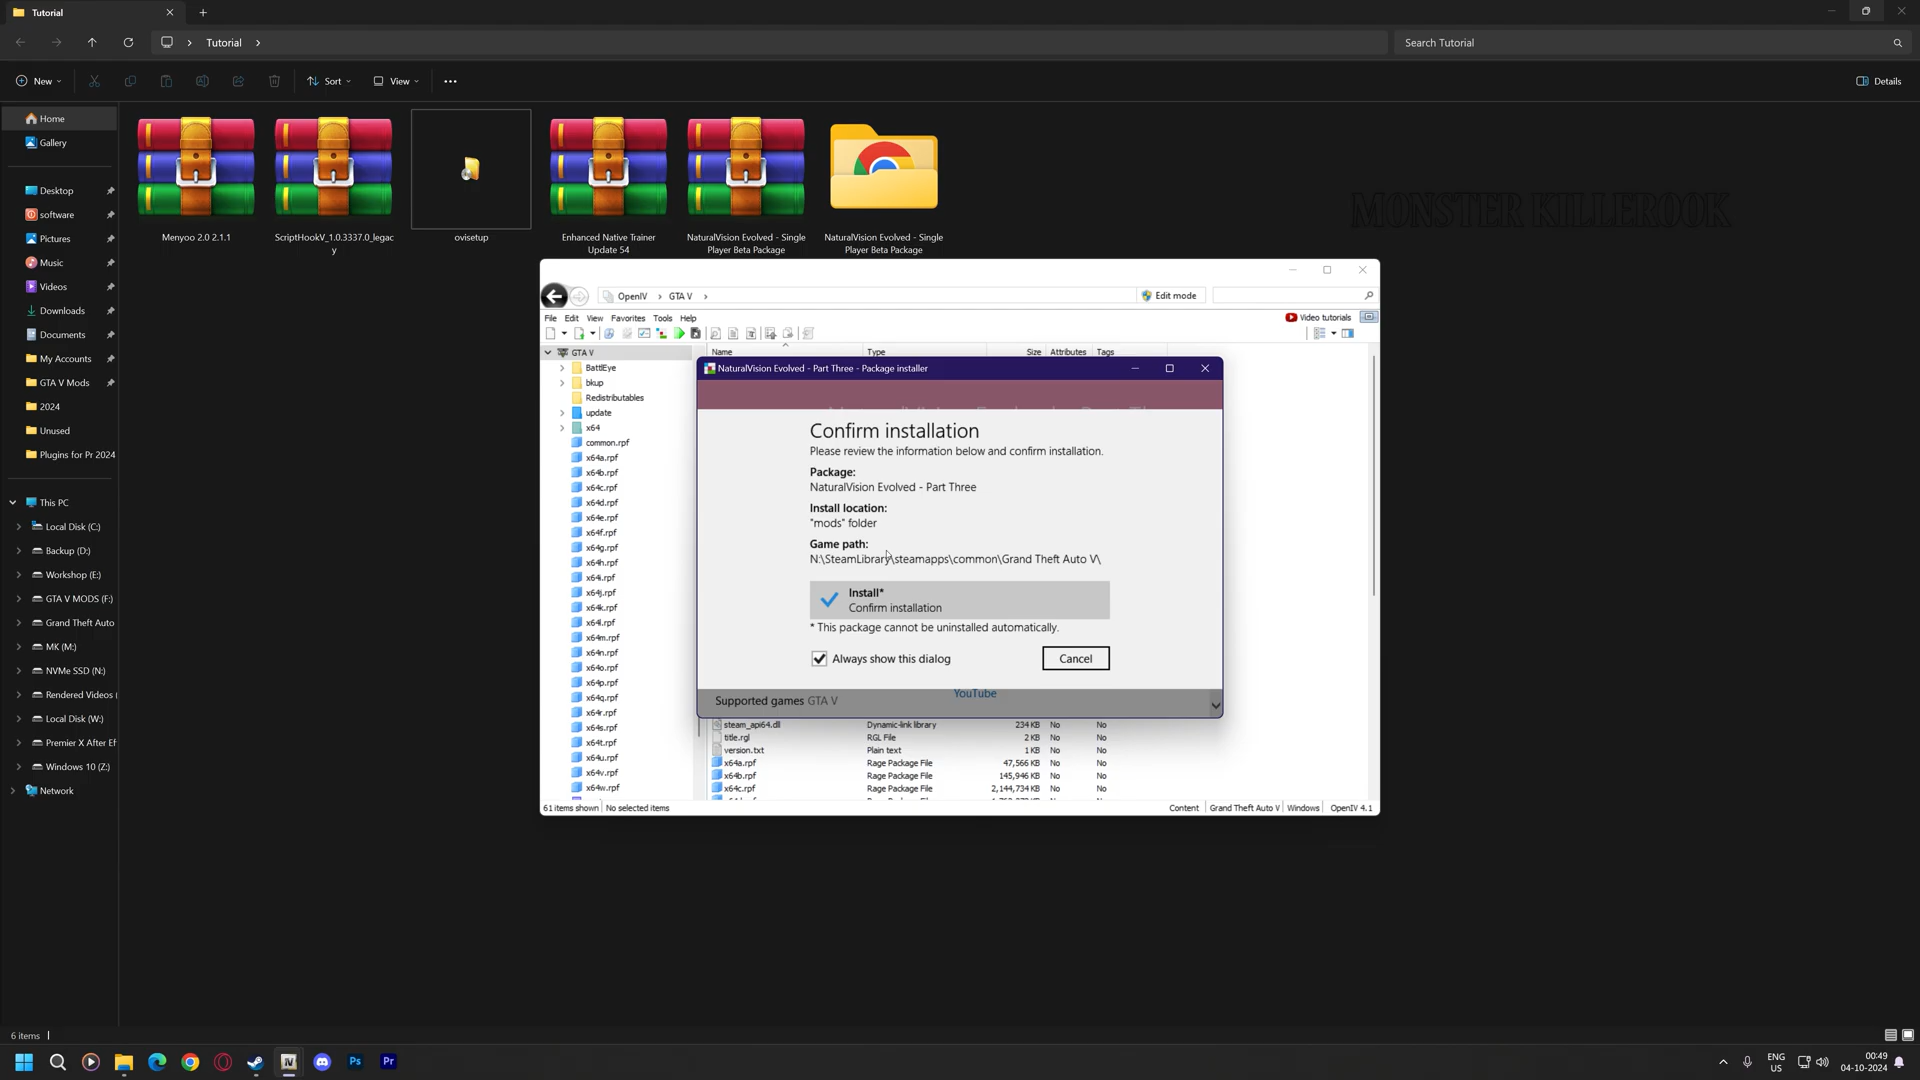 Tutorial
Tutorial
Search Tutorial
New
Sort
View
Details
Home
Gallery
Desktop
software
Pictures
Music
Videos
Downloads
Documents
My Accounts
GTA V Mods
2024
Unused
Plugins for Pr 2024
This PC
Local Disk (C:)
Backup (D:)
Workshop (E:)
GTA V MODS (F:)
Grand Theft Auto
MK (M:)
NVMe SSD (N:)
Rendered Videos (
Local Disk (W:)
Premier X After Ef
Windows 10 (Z:)
Network
Menyoo 2.0 2.1.1
ScriptHookV_1.0.3337.0_legac
y
ovisetup
Enhanced Native Trainer
Update 54
NaturalVision Evolved - Single
Player Beta Package
NaturalVision Evolved - Single
Player Beta Package
MONSTER KILLEROOK
OpenIV
GTA V
Edit mode
File Edit View Favorites Tools Help
Video tutorials
GTA V
BattlEye
bkup
Redistributables
update
x64
common.rpf
x64a.rpf
x64b.rpf
x64c.rpf
x64d.rpf
x64e.rpf
x64f.rpf
x64g.rpf
x64h.rpf
x64i.rpf
x64j.rpf
x64k.rpf
x64l.rpf
x64m.rpf
x64n.rpf
x64o.rpf
x64p.rpf
x64q.rpf
x64r.rpf
x64s.rpf
x64t.rpf
x64u.rpf
x64v.rpf
x64w.rpf
Name Type Size Attributes Tags
NaturalVision Evolved - Part Three - Package installer
Confirm installation
Please review the information below and confirm installation.
Package:
NaturalVision Evolved - Part Three
Install location:
"mods" folder
Game path:
N:\SteamLibrary\steamapps\common\Grand Theft Auto V\
Install*
Confirm installation
* This package cannot be uninstalled automatically.
Always show this dialog
Cancel
Supported games GTA V
YouTube
steam_api64.dll Dynamic-link library 234 KB No No
title.rgl RGL File 2 KB No No
version.txt Plain text 1 KB No No
x64a.rpf Rage Package File 47,566 KB No No
x64b.rpf Rage Package File 145,946 KB No No
x64c.rpf Rage Package File 2,144,734 KB No No
61 items shown No selected items
Content Grand Theft Auto V Windows OpenIV 4.1
6 items
IV
Ps
Pr
ENG
US
00:49
04-10-2024